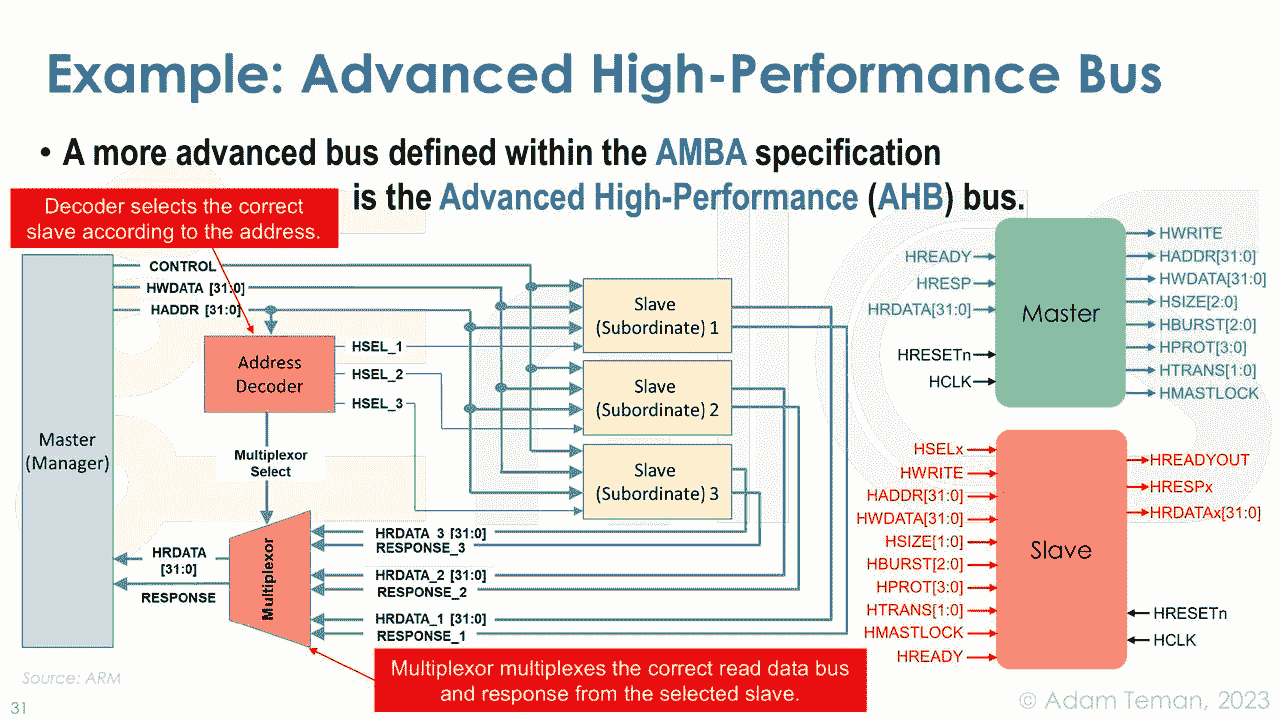 Example: Advanced High-Performance Bus
• A more advanced bus defined within the AMBA specification
is the Advanced High-Performance (AHB) bus.
Decoder selects the correct
slave according to the address.
Master
(Manager)
CONTROL
HWDATA [31:0]
HADDR [31:0]
Address
Decoder
HSEL_1
HSEL_2
HSEL_3
Multiplexor
Select
Slave
(Subordinate) 1
Slave
(Subordinate) 2
Slave
(Subordinate) 3
Multiplexor
HRDATA
[31:0]
RESPONSE
HRDATA_3 [31:0]
RESPONSE_3
HRDATA_2 [31:0]
RESPONSE_2
HRDATA_1 [31:0]
RESPONSE_1
Multiplexor multiplexes the correct read data bus
and response from the selected slave.
HREADY
HRESP
HRDATA[31:0]
HRESETn
HCLK
Master
HWRITE
HADDR[31:0]
HWDATA[31:0]
HSIZE[2:0]
HBURST[2:0]
HPROT[3:0]
HTRANS[1:0]
HMASTLOCK
HSELx
HWRITE
HADDR[31:0]
HWDATA[31:0]
HSIZE[1:0]
HBURST[2:0]
HPROT[3:0]
HTRANS[1:0]
HMASTLOCK
HREADY
Slave
HREADYOUT
HRESPx
HRDATAx[31:0]
HRESETn
HCLK
Source: ARM
31
© Adam Teman, 2023